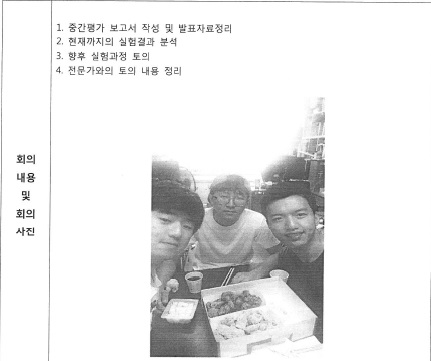 1. 중간평가 보고서 작성 및 발표자료정리
2. 현재까지의 실험결과 분석
3. 향후 실험과정 토의
4. 전문가와의 토의 내용 정리
회의
내용
및
회의
사진